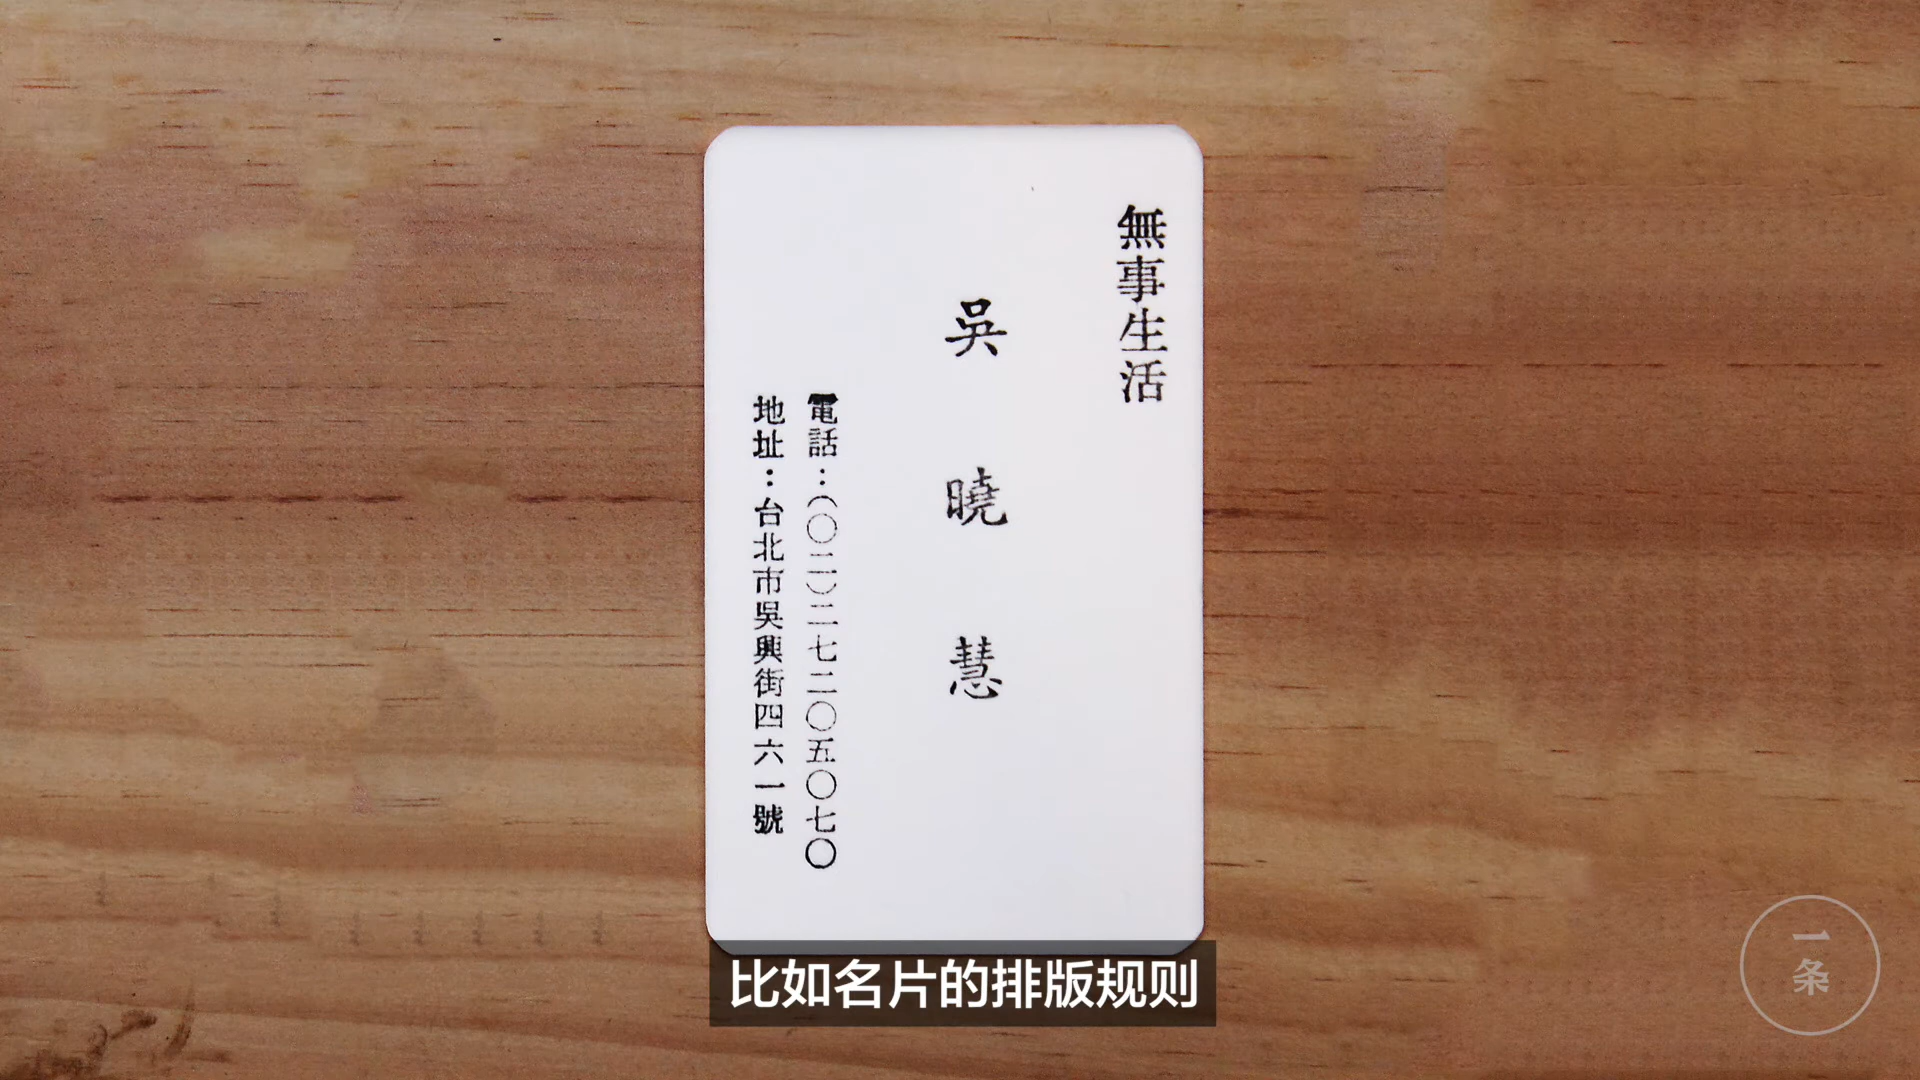 無事生活
吳曉慧
電話：（〇二）二七二〇五〇七〇
地址：台北市吳興街四六一號
比如名片的排版规则
一条